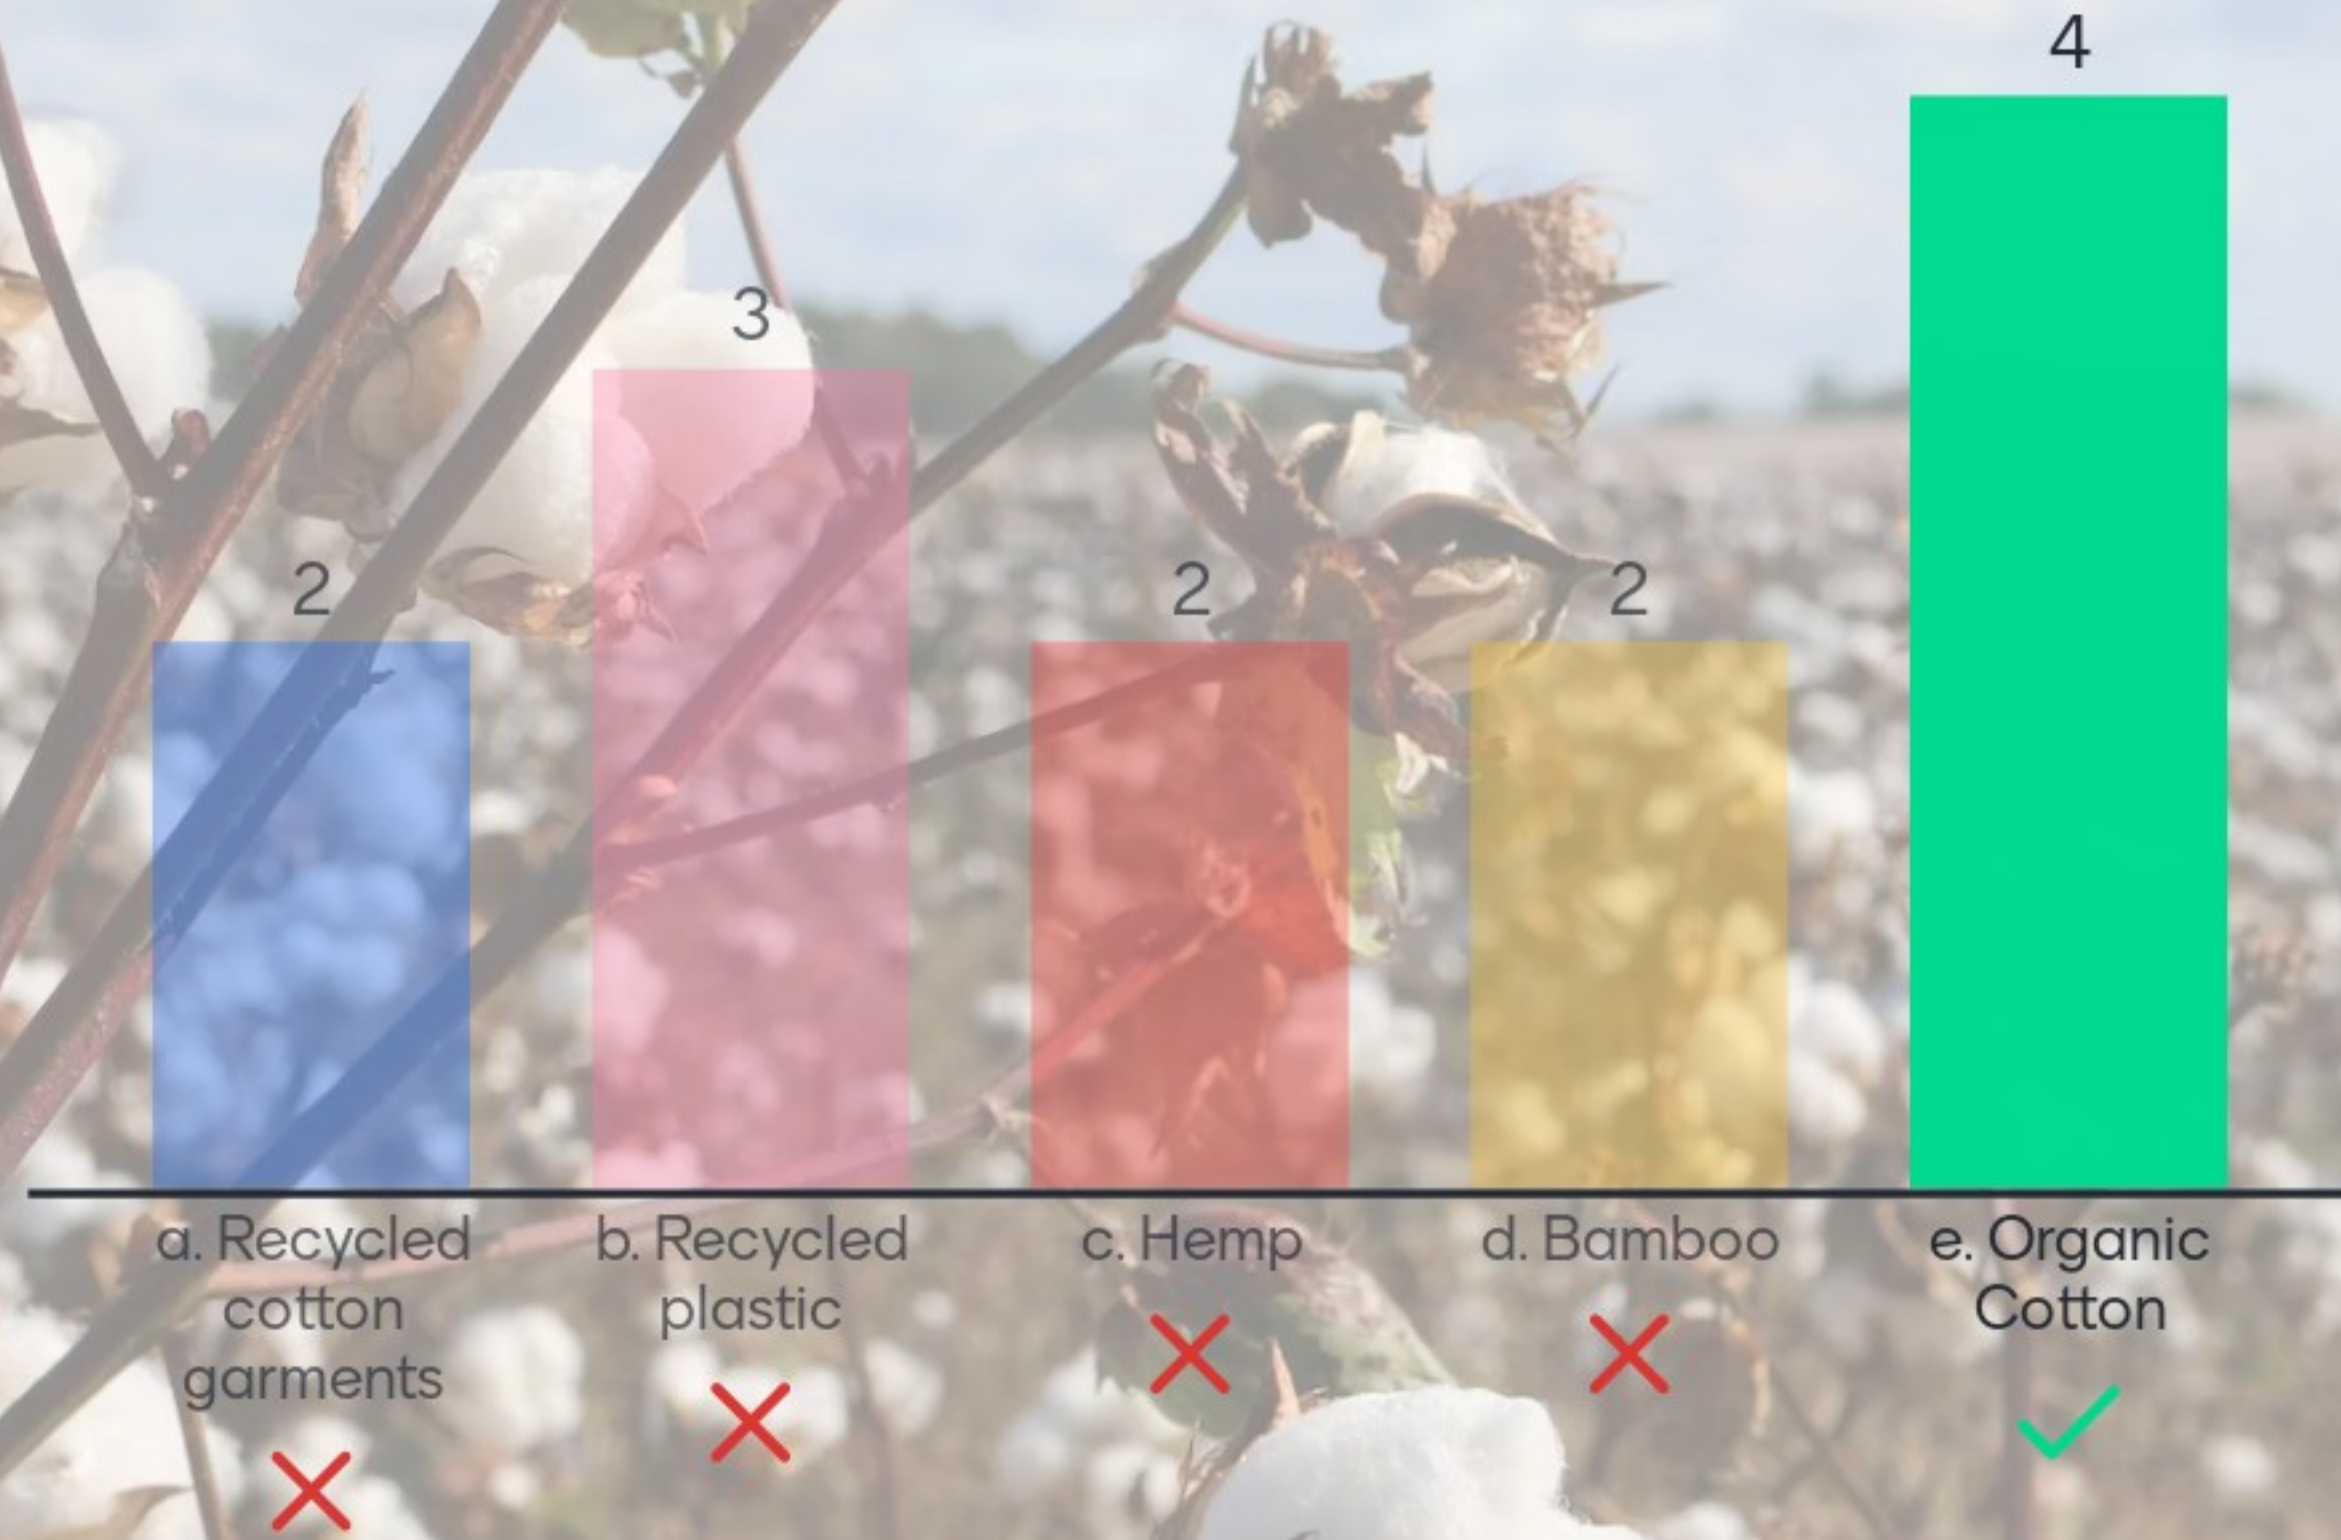 4
3
2
2
2
a. Recycled
cotton
garments
b. Recycled
plastic
c. Hemp
d. Bamboo
e. Organic
Cotton